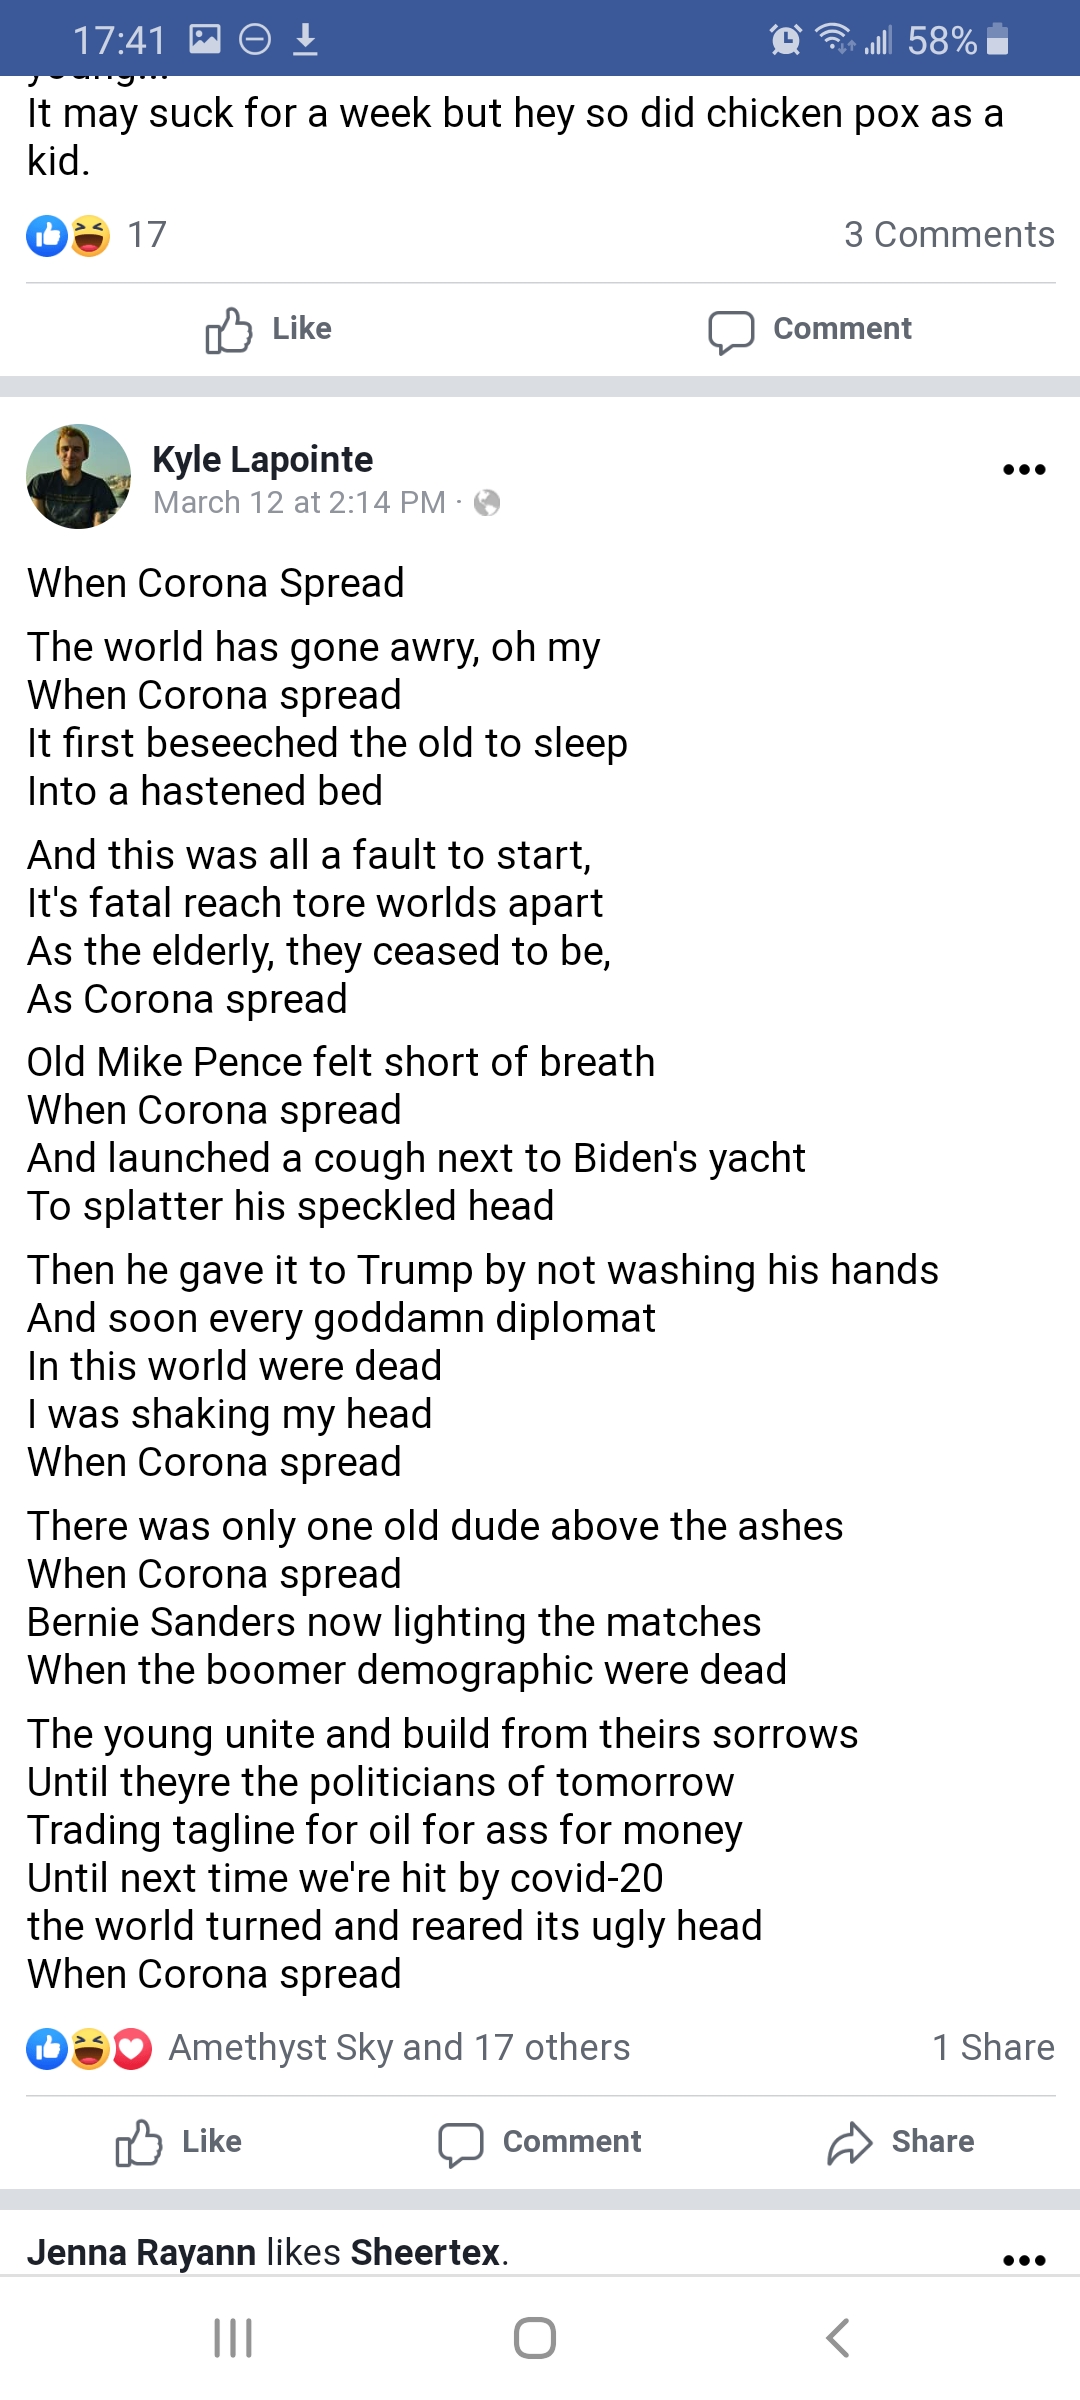 17:41 58%
It may suck for a week but hey so did chicken pox as a
kid.
17 3 Comments
Like Comment
Kyle Lapointe
March 12 at 2:14 PM ·
When Corona Spread
The world has gone awry, oh my
When Corona spread
It first beseeched the old to sleep
Into a hastened bed
And this was all a fault to start,
It's fatal reach tore worlds apart
As the elderly, they ceased to be,
As Corona spread
Old Mike Pence felt short of breath
When Corona spread
And launched a cough next to Biden's yacht
To splatter his speckled head
Then he gave it to Trump by not washing his hands
And soon every goddamn diplomat
In this world were dead
I was shaking my head
When Corona spread
There was only one old dude above the ashes
When Corona spread
Bernie Sanders now lighting the matches
When the boomer demographic were dead
The young unite and build from theirs sorrows
Until theyre the politicians of tomorrow
Trading tagline for oil for ass for money
Until next time we're hit by covid-20
the world turned and reared its ugly head
When Corona spread
Amethyst Sky and 17 others 1 Share
Like Comment Share
Jenna Rayann likes Sheertex.